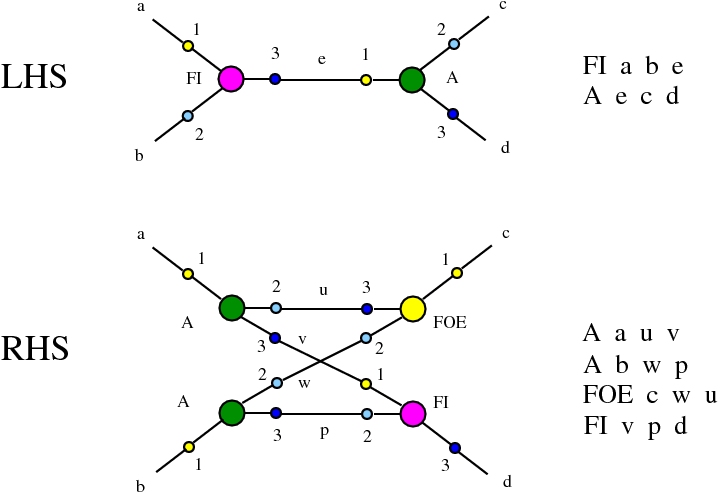 a 1 2 c
3 e 1
LHS FI A FI a b e
A e c d
2 3
b d
a 1 1 c
2 u 3
A FOE A a u v
3 v 2
RHS A b w p
2 w 1
A FI FOE c w u
3 p 2 FI v p d
1 3
b d